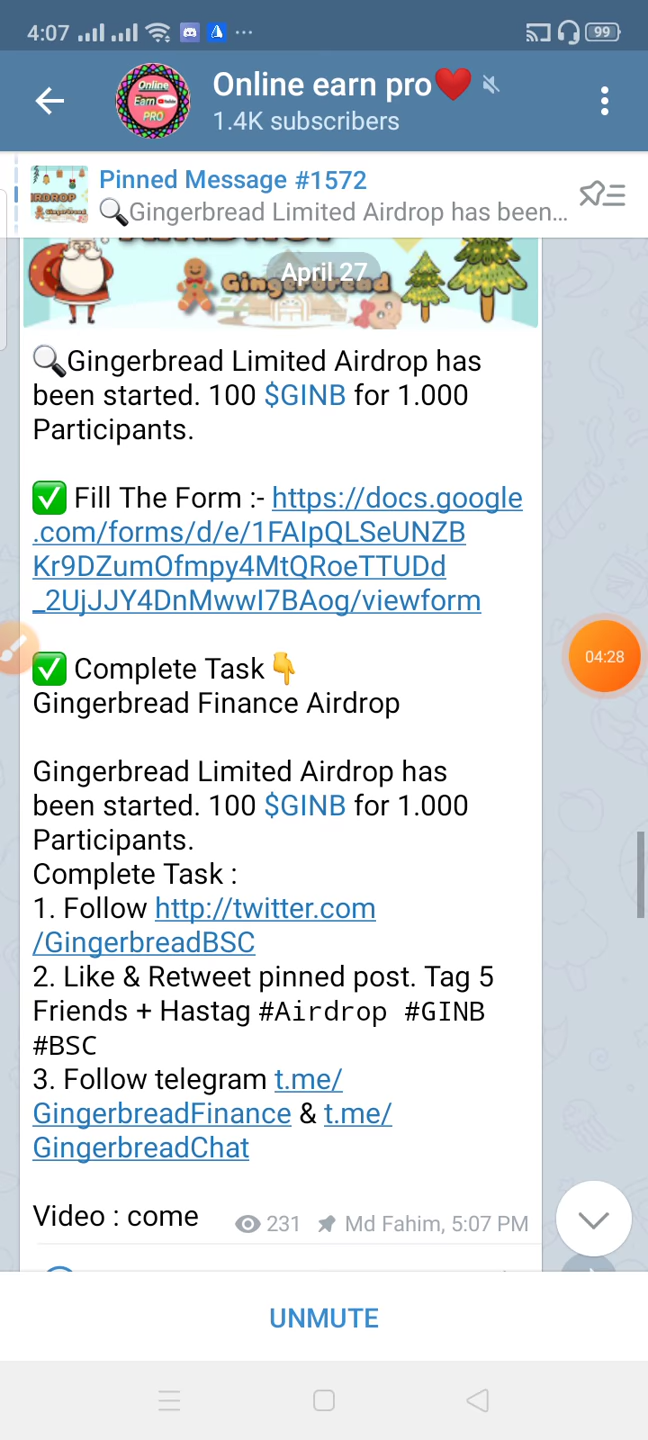 4:07
99
Online earn pro
1.4K subscribers
Online
Earn
PRO
Pinned Message #1572
Gingerbread Limited Airdrop has been...
April 27
Gingerbread
Gingerbread Limited Airdrop has
been started. 100 $GINB for 1.000
Participants.
Fill The Form :- https://docs.google
.com/forms/d/e/1FAIpQLSeUNZB
Kr9DZumOfmpy4MtQRoeTTUDd
_2UjJJY4DnMwwI7BAog/viewform
04:28
Complete Task
Gingerbread Finance Airdrop
Gingerbread Limited Airdrop has
been started. 100 $GINB for 1.000
Participants.
Complete Task :
1. Follow http://twitter.com
/GingerbreadBSC
2. Like & Retweet pinned post. Tag 5
Friends + Hastag #Airdrop #GINB
#BSC
3. Follow telegram t.me/
GingerbreadFinance & t.me/
GingerbreadChat
Video : come
231
Md Fahim, 5:07 PM
UNMUTE